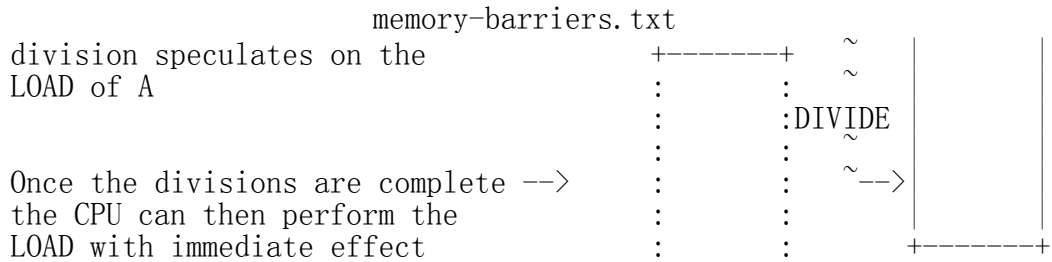 memory-barriers.txt
division speculates on the +-------+ ~ | |
LOAD of A : : ~ | |
: :DIVIDE | |
: : ~ | |
Once the divisions are complete --> : : ~--> | |
the CPU can then perform the : : | |
LOAD with immediate effect : : +-------+